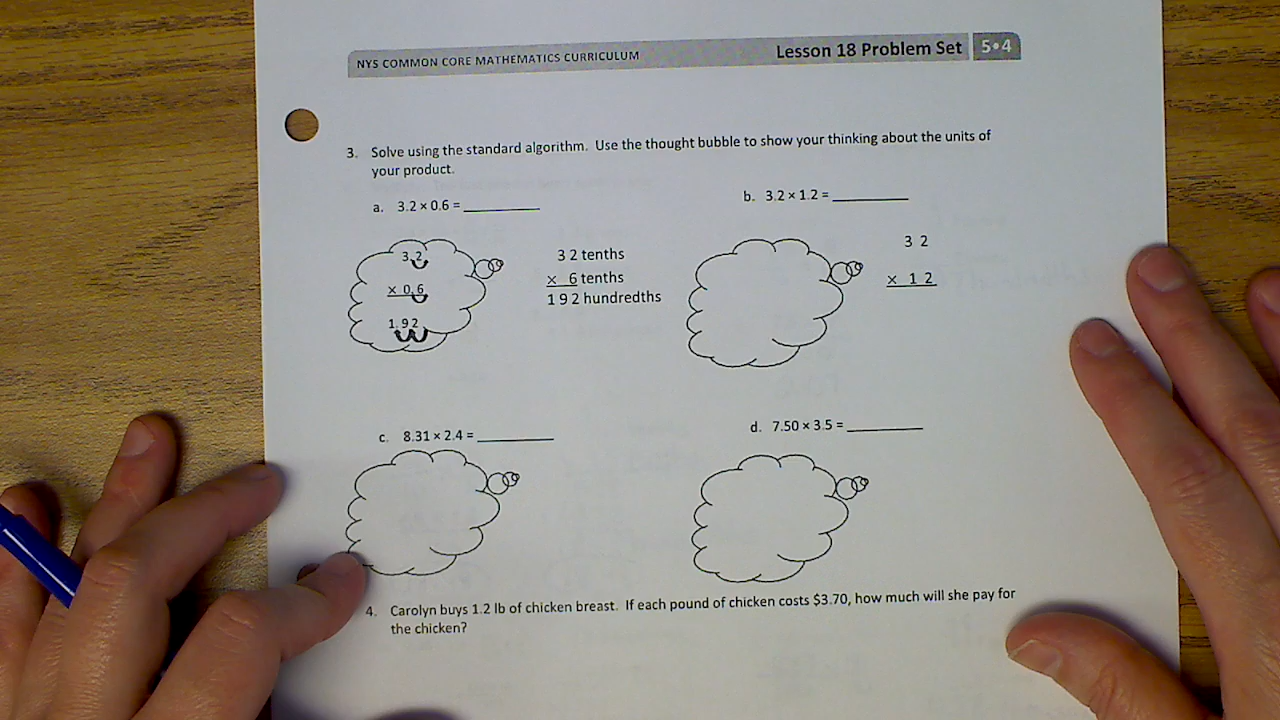 NYS COMMON CORE MATHEMATICS CURRICULUM Lesson 18 Problem Set 5•4
3. Solve using the standard algorithm. Use the thought bubble to show your thinking about the units of
your product.
a. 3.2 × 0.6 = __________
b. 3.2 × 1.2 = __________
3.2
× 0.6
1.92
3 2 tenths
× 6 tenths
1 9 2 hundredths
3 2
× 1 2
c. 8.31 × 2.4 = __________
d. 7.50 × 3.5 = __________
4. Carolyn buys 1.2 lb of chicken breast. If each pound of chicken costs $3.70, how much will she pay for
the chicken?